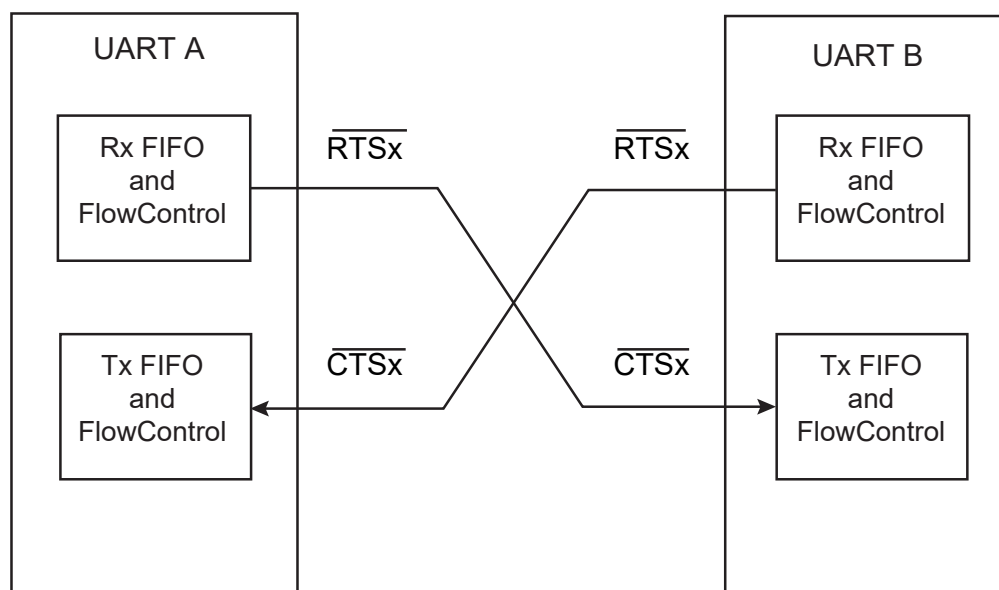 UART A
UART B
Rx FIFO
and
FlowControl
RTSx
RTSx
Rx FIFO
and
FlowControl
Tx FIFO
and
FlowControl
CTSx
CTSx
Tx FIFO
and
FlowControl